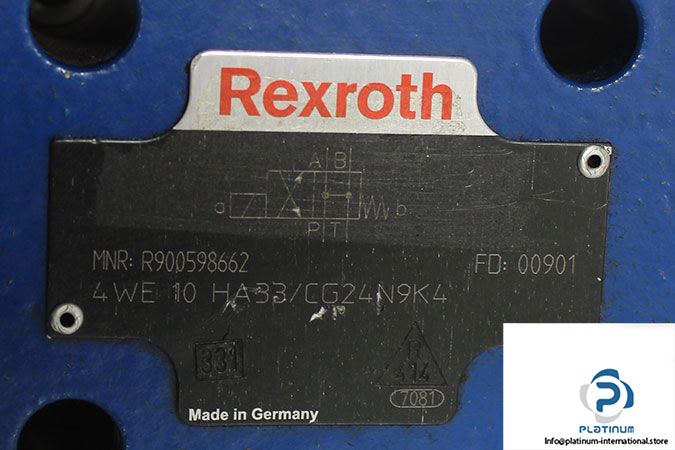 Rexroth
A B
a b
P T
MNR: R900598662 FD: 00901
4WE 10 HA33/CG24N9K4
331
414
7081
Made in Germany
PLATINUM
Info@platinum-international.store